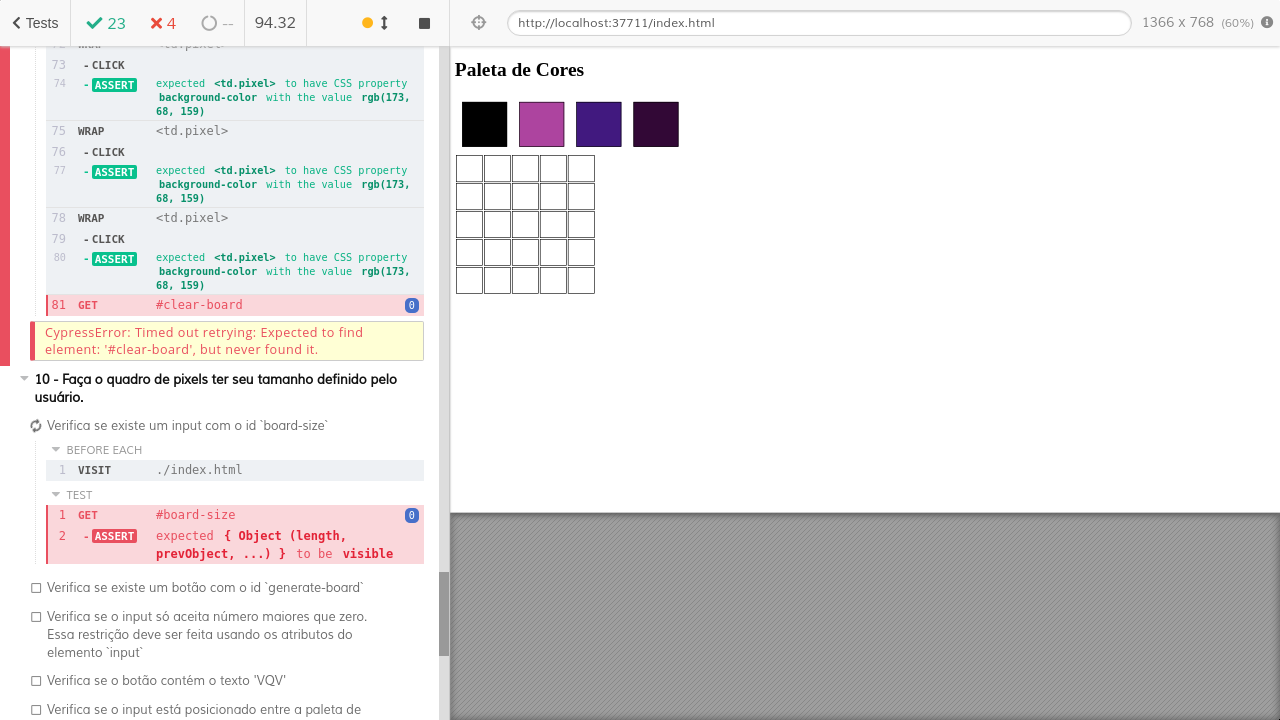 Tests 23 4 -- 94.32
http://localhost:37711/index.html 1366 x 768 (60%)
72 WRAP <td.pixel>
73 - CLICK
74 - ASSERT expected <td.pixel> to have CSS property
background-color with the value rgb(173,
68, 159)
75 WRAP <td.pixel>
76 - CLICK
77 - ASSERT expected <td.pixel> to have CSS property
background-color with the value rgb(173,
68, 159)
78 WRAP <td.pixel>
79 - CLICK
80 - ASSERT expected <td.pixel> to have CSS property
background-color with the value rgb(173,
68, 159)
81 GET #clear-board 0
CypressError: Timed out retrying: Expected to find
element: '#clear-board', but never found it.
10 - Faça o quadro de pixels ter seu tamanho definido pelo
usuário.
Verifica se existe um input com o id `board-size`
BEFORE EACH
1 VISIT ./index.html
TEST
1 GET #board-size 0
2 - ASSERT expected { Object (length,
prevObject, ...) } to be visible
Verifica se existe um botão com o id `generate-board`
Verifica se o input só aceita número maiores que zero.
Essa restrição deve ser feita usando os atributos do
elemento `input`
Verifica se o botão contém o texto 'VQV'
Verifica se o input está posicionado entre a paleta de
Paleta de Cores